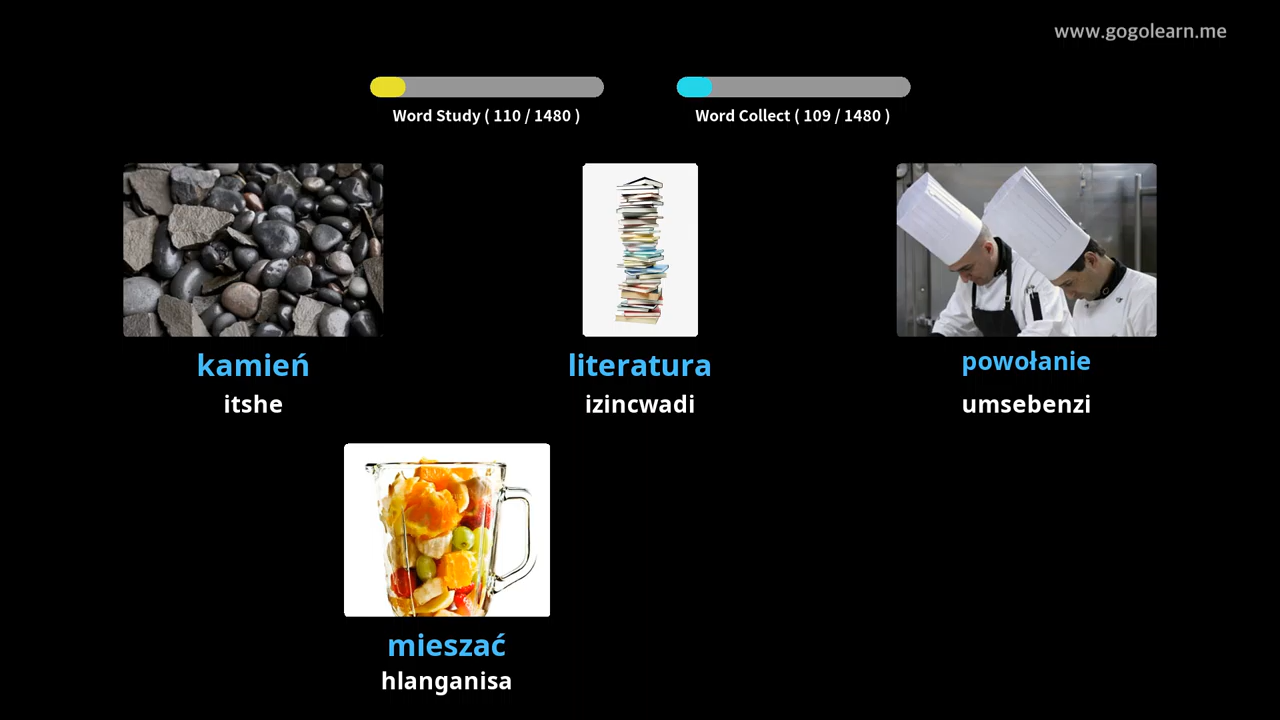 www.gogolearn.me
Word Study ( 110 / 1480 )
Word Collect ( 109 / 1480 )
kamień
literatura
powołanie
itshe
izincwadi
umsebenzi
mieszać
hlanganisa